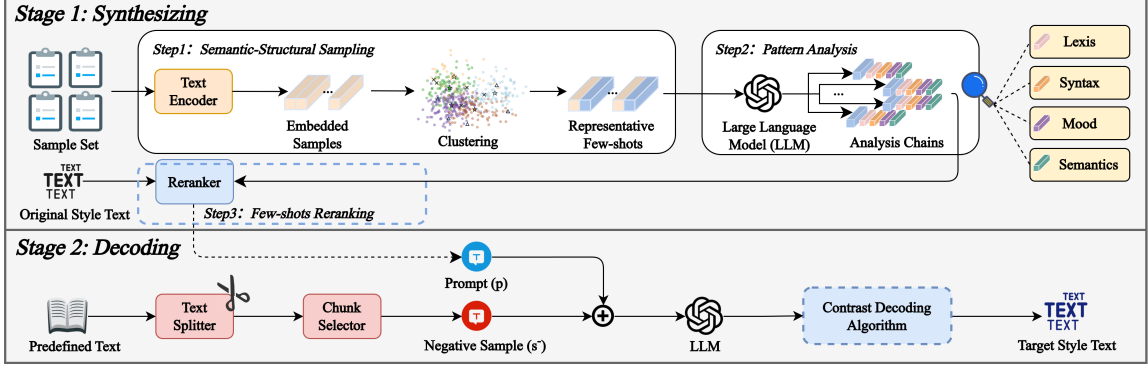 Stage 1: Synthesizing
Step1: Semantic-Structural Sampling
Step2: Pattern Analysis
Text
Encoder
...
...
...
Sample Set
Embedded
Samples
Clustering
Representative
Few-shots
Large Language
Model (LLM)
Analysis Chains
Lexis
Syntax
Mood
Semantics
TEXT
TEXT
TEXT
Original Style Text
Reranker
Step3: Few-shots Reranking
Stage 2: Decoding
T
Prompt (p)
Predefined Text
Text
Splitter
Chunk
Selector
T
Negative Sample (s⁻)
LLM
Contrast Decoding
Algorithm
TEXT
TEXT
TEXT
Target Style Text